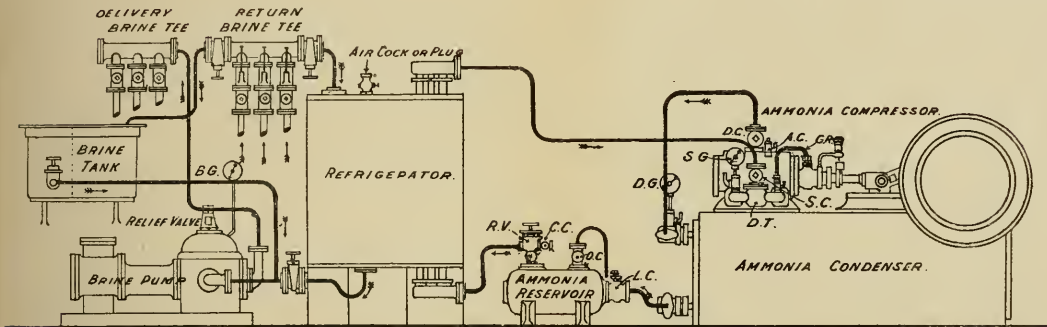 DELIVERY
BRINE TEE
RETURN
BRINE TEE
AIR COCK OR PLUG
AMMONIA COMPRESSOR.
D.C.
A.C.
G.R.
S.G.
BRINE
TANK
B.G.
REFRIGEPATOR.
D.G.
S.C.
D.T.
RELIEF VALVE
R.V.
C.C.
O.C.
L.C.
BRINE PUMP
AMMONIA
RESERVOIR
AMMONIA CONDENSER.